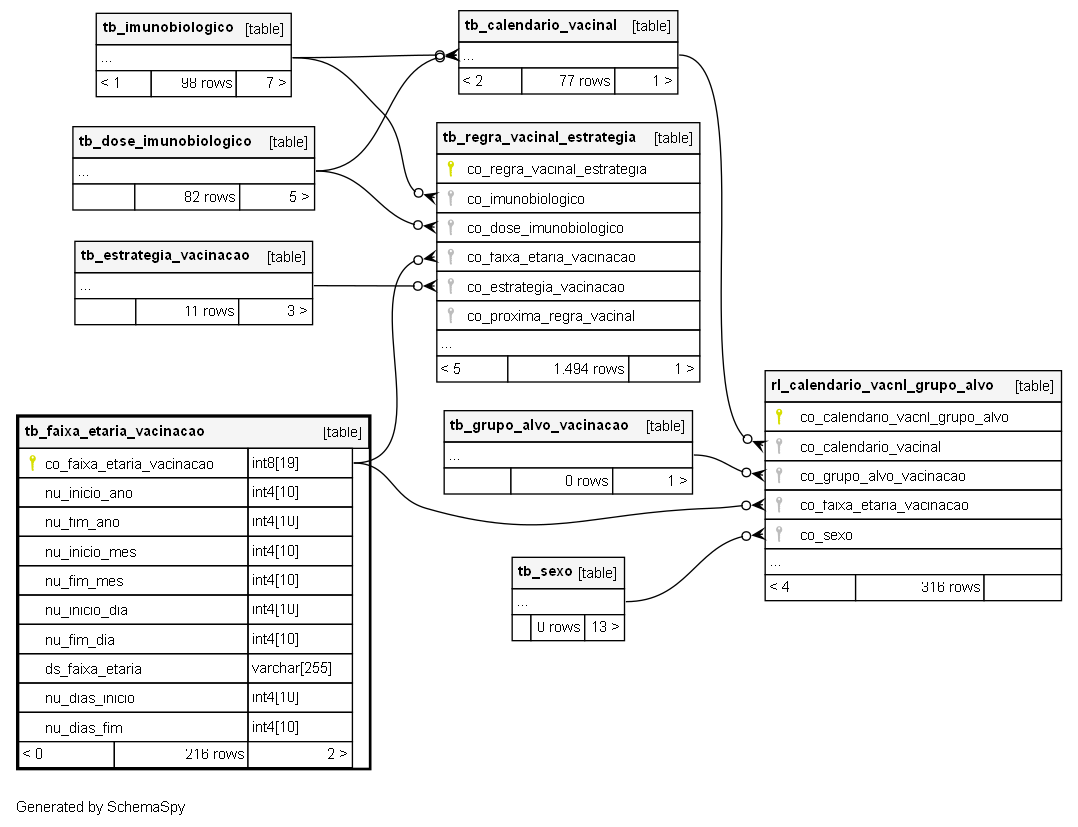 tb_imunobiologico [table]
...
< 1 98 rows 7 >
tb_calendario_vacinal [table]
...
< 2 77 rows 1 >
tb_dose_imunobiologico [table]
...
82 rows 5 >
tb_regra_vacinal_estrategia [table]
co_regra_vacinal_estrategia
co_imunobiologico
co_dose_imunobiologico
co_faixa_etaria_vacinacao
co_estrategia_vacinacao
co_proxima_regra_vacinal
...
< 5 1.494 rows 1 >
tb_estrategia_vacinacao [table]
...
11 rows 3 >
rl_calendario_vacnl_grupo_alvo [table]
co_calendario_vacnl_grupo_alvo
co_calendario_vacinal
co_grupo_alvo_vacinacao
co_faixa_etaria_vacinacao
co_sexo
...
< 4 316 rows
tb_grupo_alvo_vacinacao [table]
...
0 rows 1 >
tb_faixa_etaria_vacinacao [table]
co_faixa_etaria_vacinacao int8[19]
nu_inicio_ano int4[10]
nu_fim_ano int4[10]
nu_inicio_mes int4[10]
nu_fim_mes int4[10]
nu_inicio_dia int4[10]
nu_fim_dia int4[10]
ds_faixa_etaria varchar[255]
nu_dias_inicio int4[10]
nu_dias_fim int4[10]
< 0 216 rows 2 >
tb_sexo [table]
...
0 rows 13 >
Generated by SchemaSpy